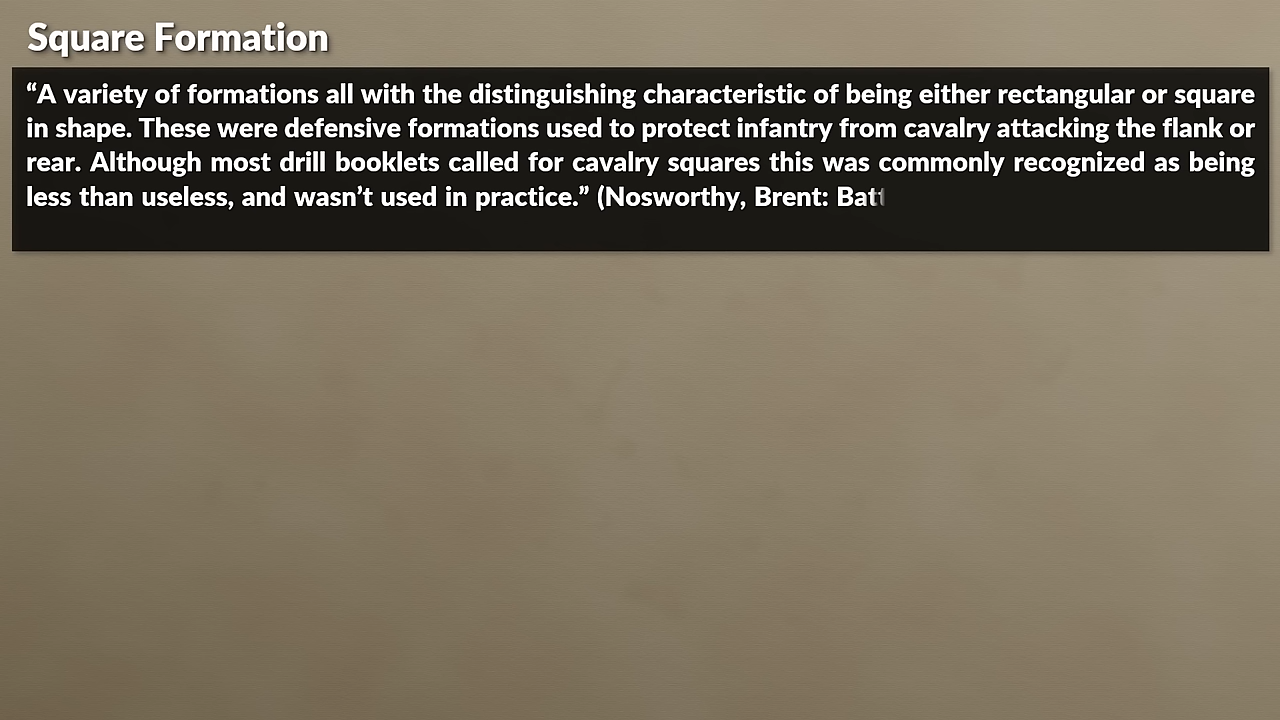 Square Formation
“A variety of formations all with the distinguishing characteristic of being either rectangular or square
in shape. These were defensive formations used to protect infantry from cavalry attacking the flank or
rear. Although most drill booklets called for cavalry squares this was commonly recognized as being
less than useless, and wasn’t used in practice.” (Nosworthy, Brent: